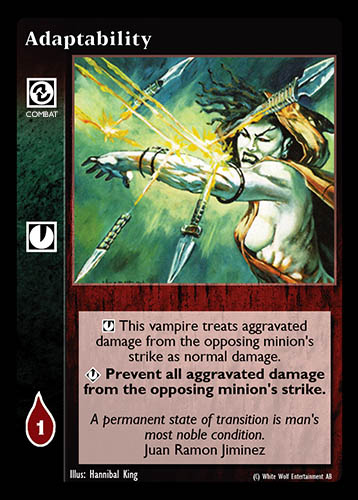 Adaptability
COMBAT
This vampire treats aggravated
damage from the opposing minion's
strike as normal damage.
Prevent all aggravated damage
from the opposing minion's strike.
A permanent state of transition is man's
most noble condition.
Juan Ramon Jiminez
1
Illus: Hannibal King
(C) White Wolf Entertainment AB